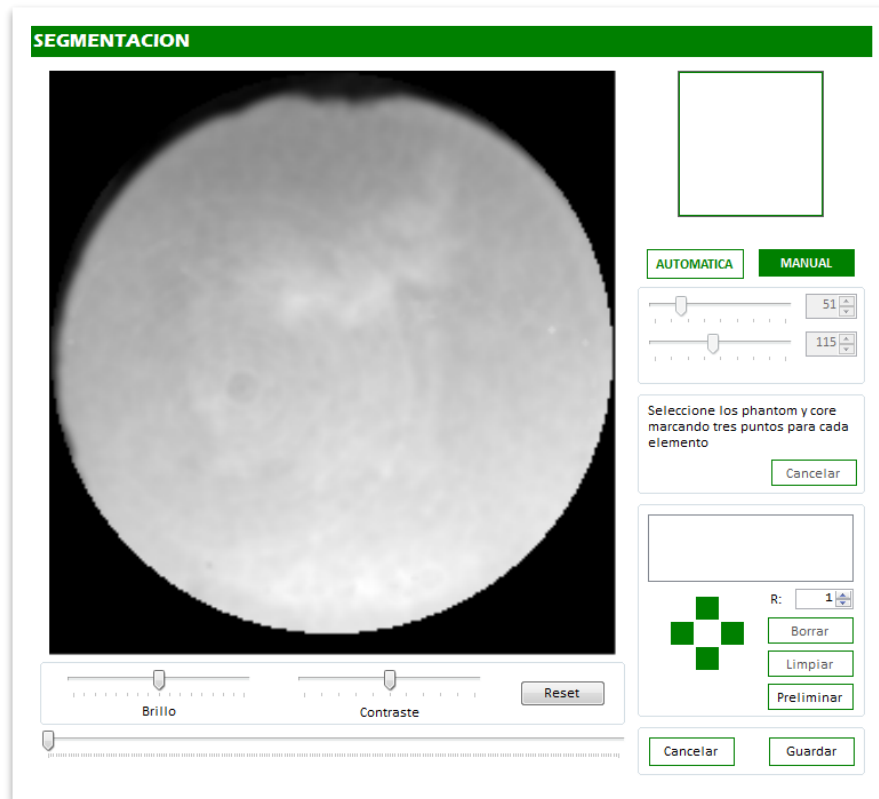 SEGMENTACION
AUTOMATICA
MANUAL
51
115
Seleccione los phantom y core
marcando tres puntos para cada
elemento
Cancelar
R: 1
Borrar
Limpiar
Preliminar
Brillo
Contraste
Reset
Cancelar
Guardar